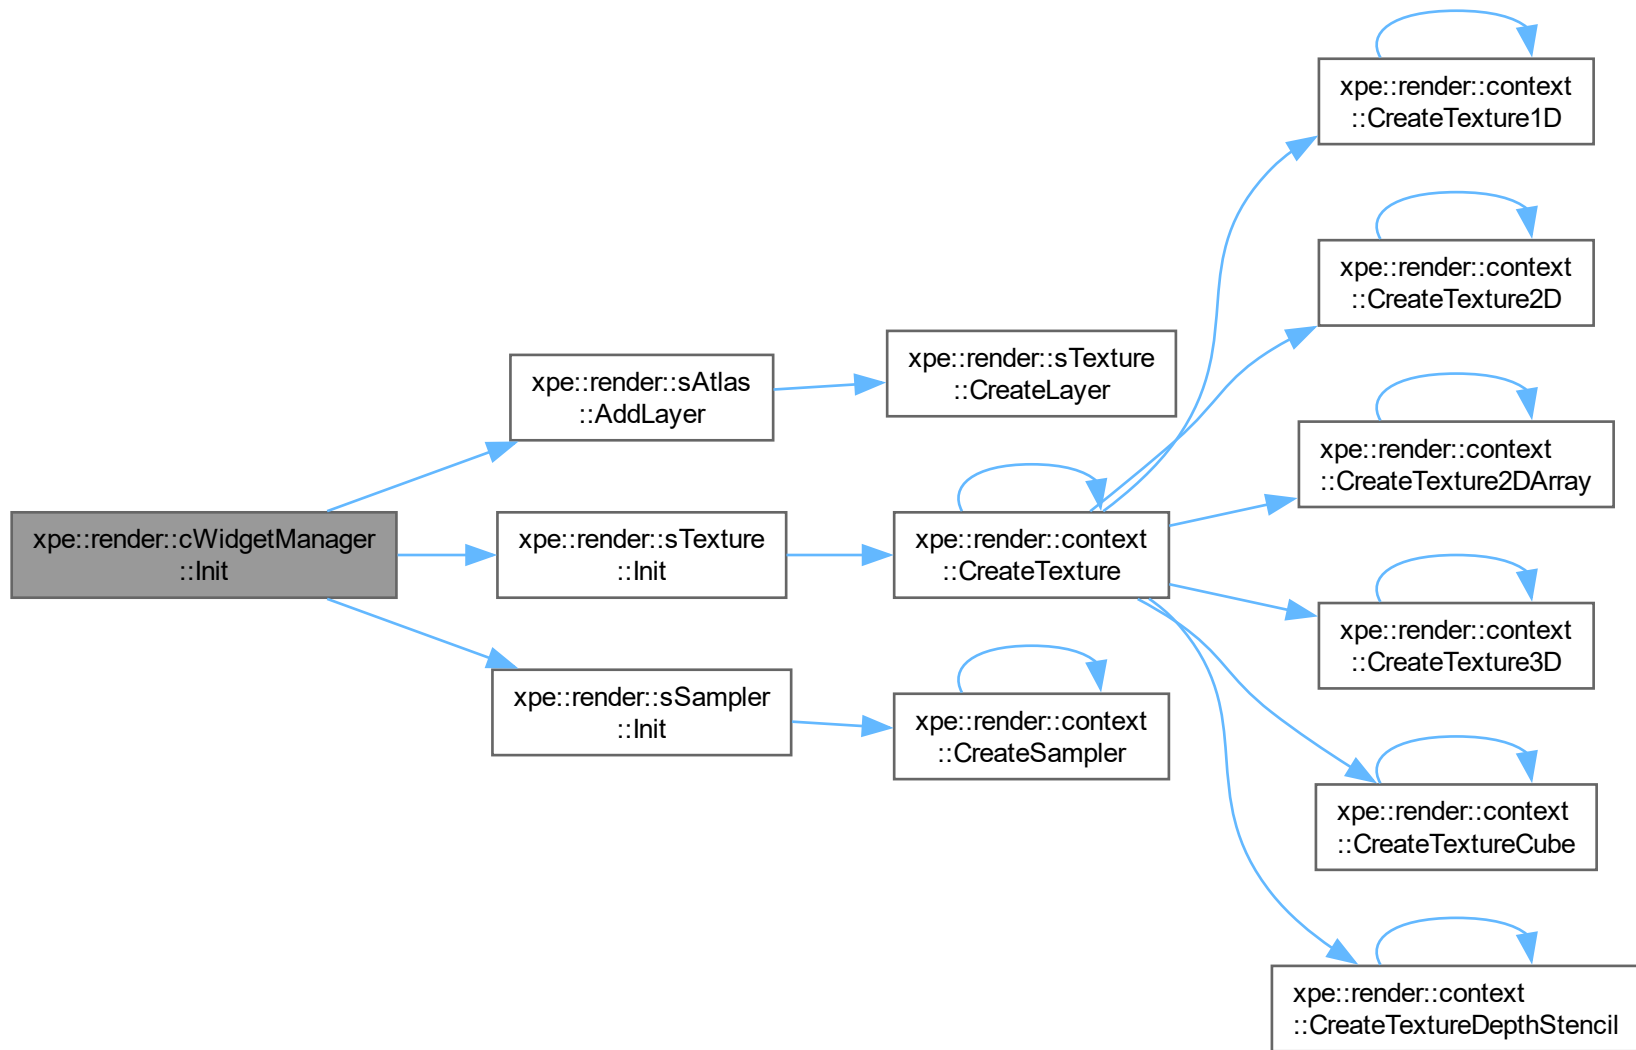 xpe::render::cWidgetManager
::Init
xpe::render::sAtlas
::AddLayer
xpe::render::sTexture
::CreateLayer
xpe::render::sTexture
::Init
xpe::render::context
::CreateTexture
xpe::render::context
::CreateTexture1D
xpe::render::context
::CreateTexture2D
xpe::render::context
::CreateTexture2DArray
xpe::render::context
::CreateTexture3D
xpe::render::context
::CreateTextureCube
xpe::render::context
::CreateTextureDepthStencil
xpe::render::sSampler
::Init
xpe::render::context
::CreateSampler